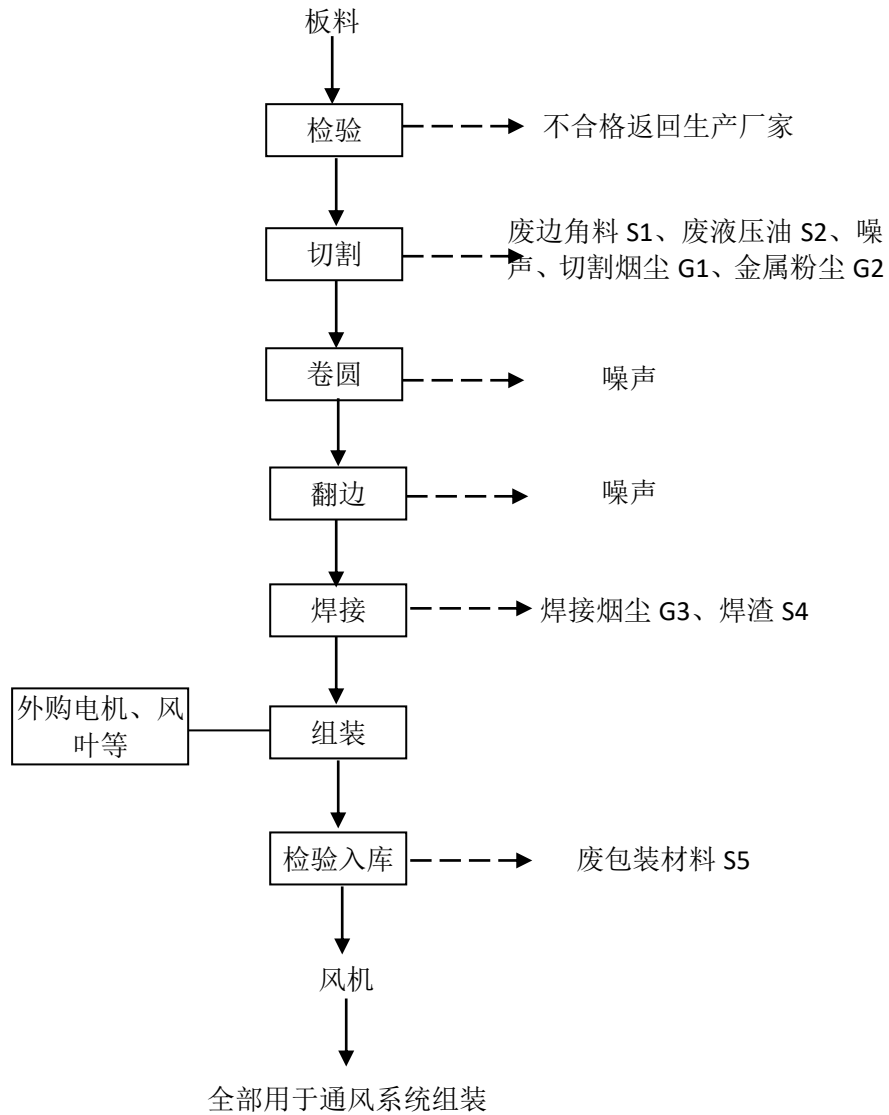 板料
检验
不合格返回生产厂家
切割
废边角料 S1、废液压油 S2、噪
声、切割烟尘 G1、金属粉尘 G2
卷圆
噪声
翻边
噪声
焊接
焊接烟尘 G3、焊渣 S4
外购电机、风
叶等
组装
检验入库
废包装材料 S5
风机
全部用于通风系统组装